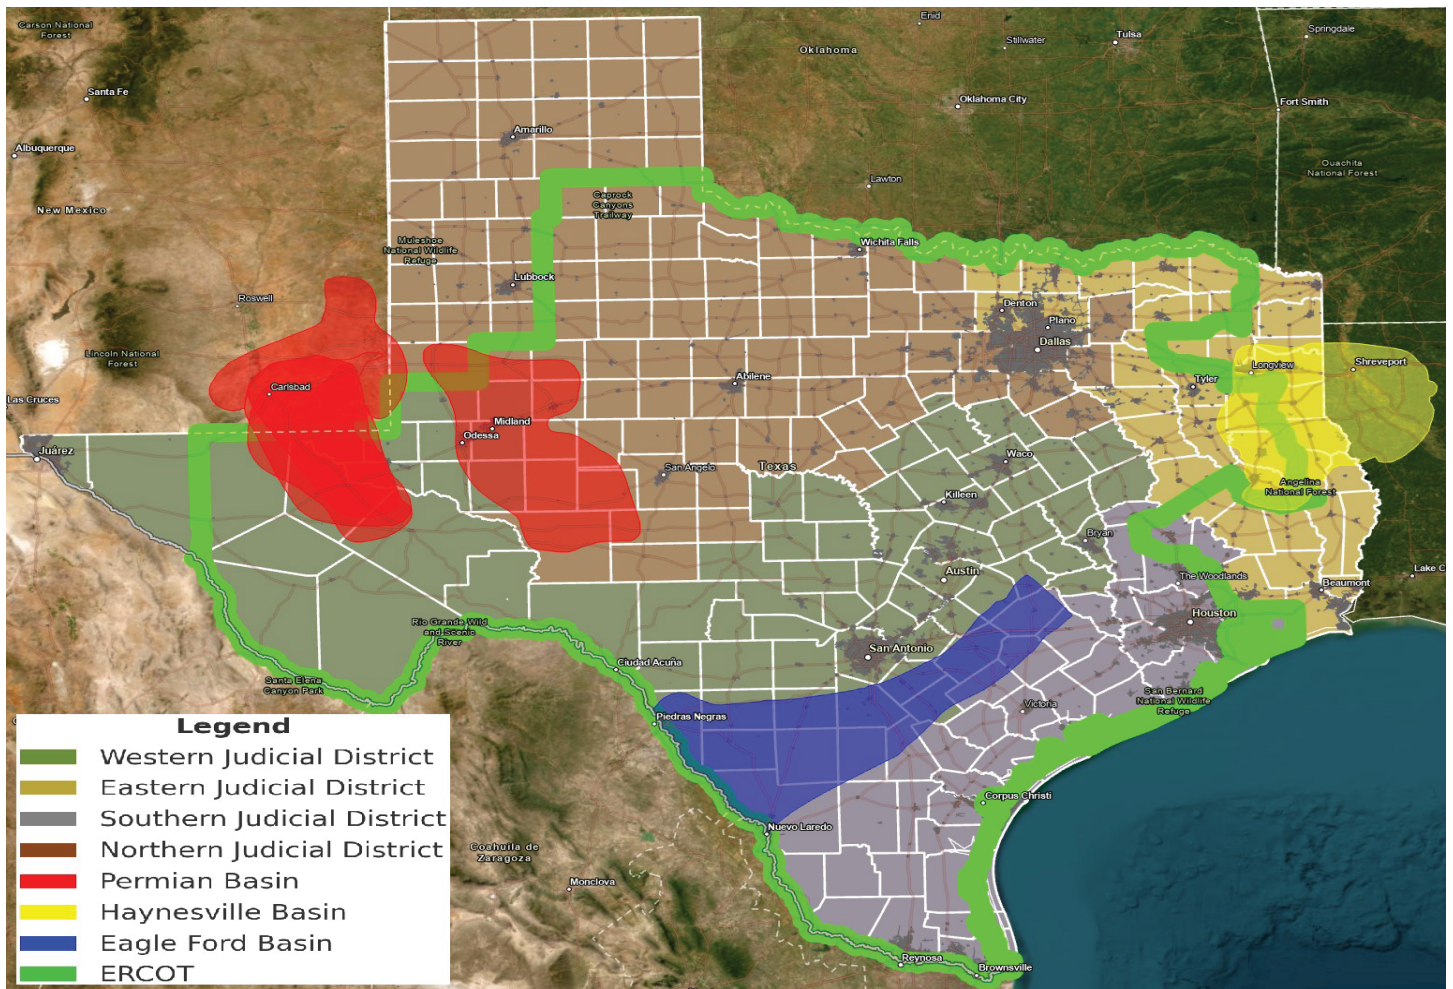 Carson National
Forest
Enid
Springdale
Stillwater
Tulsa
Oklahoma
Santa Fe
Oklahoma City
Fort Smith
Amarillo
Albuquerque
Ouachita
National Forest
Lawton
Caprock
Canyons
Trailway
New Mexico
Muleshoe
National Wildlife
Refuge
Wichita Falls
Lubbock
Roswell
Denton
Plano
Dallas
Lincoln National
Forest
Longview
Shreveport
Carlsbad
Abilene
Tyler
Las Cruces
Midland
Odessa
Juárez
Waco
San Angelo
Texas
Killeen
Angelina
National Forest
Bryan
Austin
The Woodlands
Lake C
Beaumont
Houston
Rio Grande Wild
and Scenic
River
San Antonio
Ciudad Acuña
Santa Elena
Canyon Park
San Bernard
National Wildlife
Refuge
Victoria
Piedras Negras
Legend
Western Judicial District
Eastern Judicial District
Southern Judicial District
Northern Judicial District
Permian Basin
Haynesville Basin
Eagle Ford Basin
ERCOT
Corpus Christi
Nuevo Laredo
Coahuila de
Zaragoza
Monclova
Reynosa
Brownsville